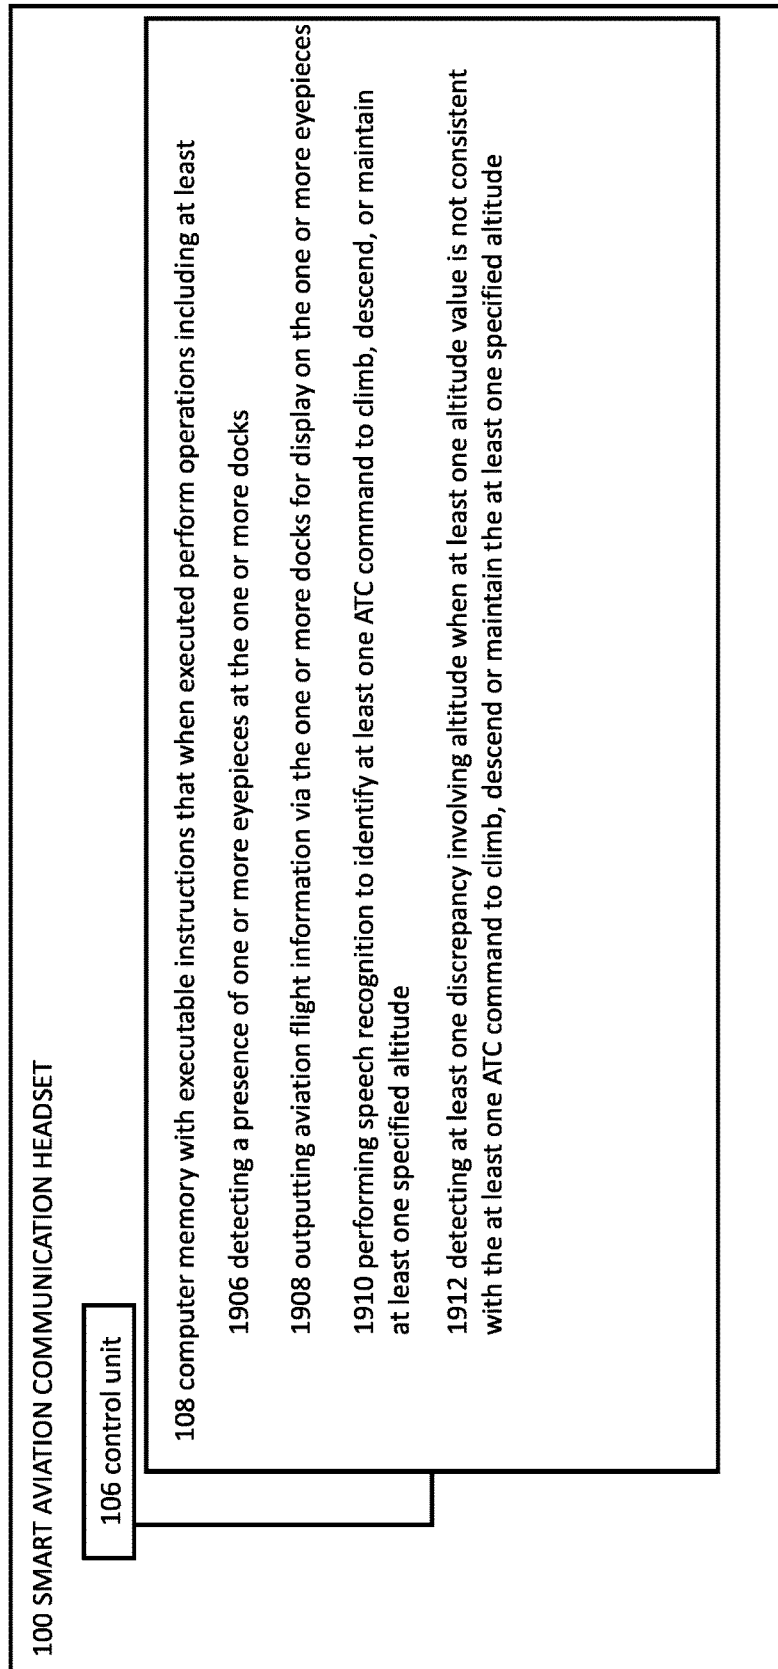 100 SMART AVIATION COMMUNICATION HEADSET
106 control unit
108 computer memory with executable instructions that when executed perform operations including at least
1906 detecting a presence of one or more eyepieces at the one or more docks
1908 outputting aviation flight information via the one or more docks for display on the one or more eyepieces
1910 performing speech recognition to identify at least one ATC command to climb, descend, or maintain
at least one specified altitude
1912 detecting at least one discrepancy involving altitude when at least one altitude value is not consistent
with the at least one ATC command to climb, descend or maintain the at least one specified altitude